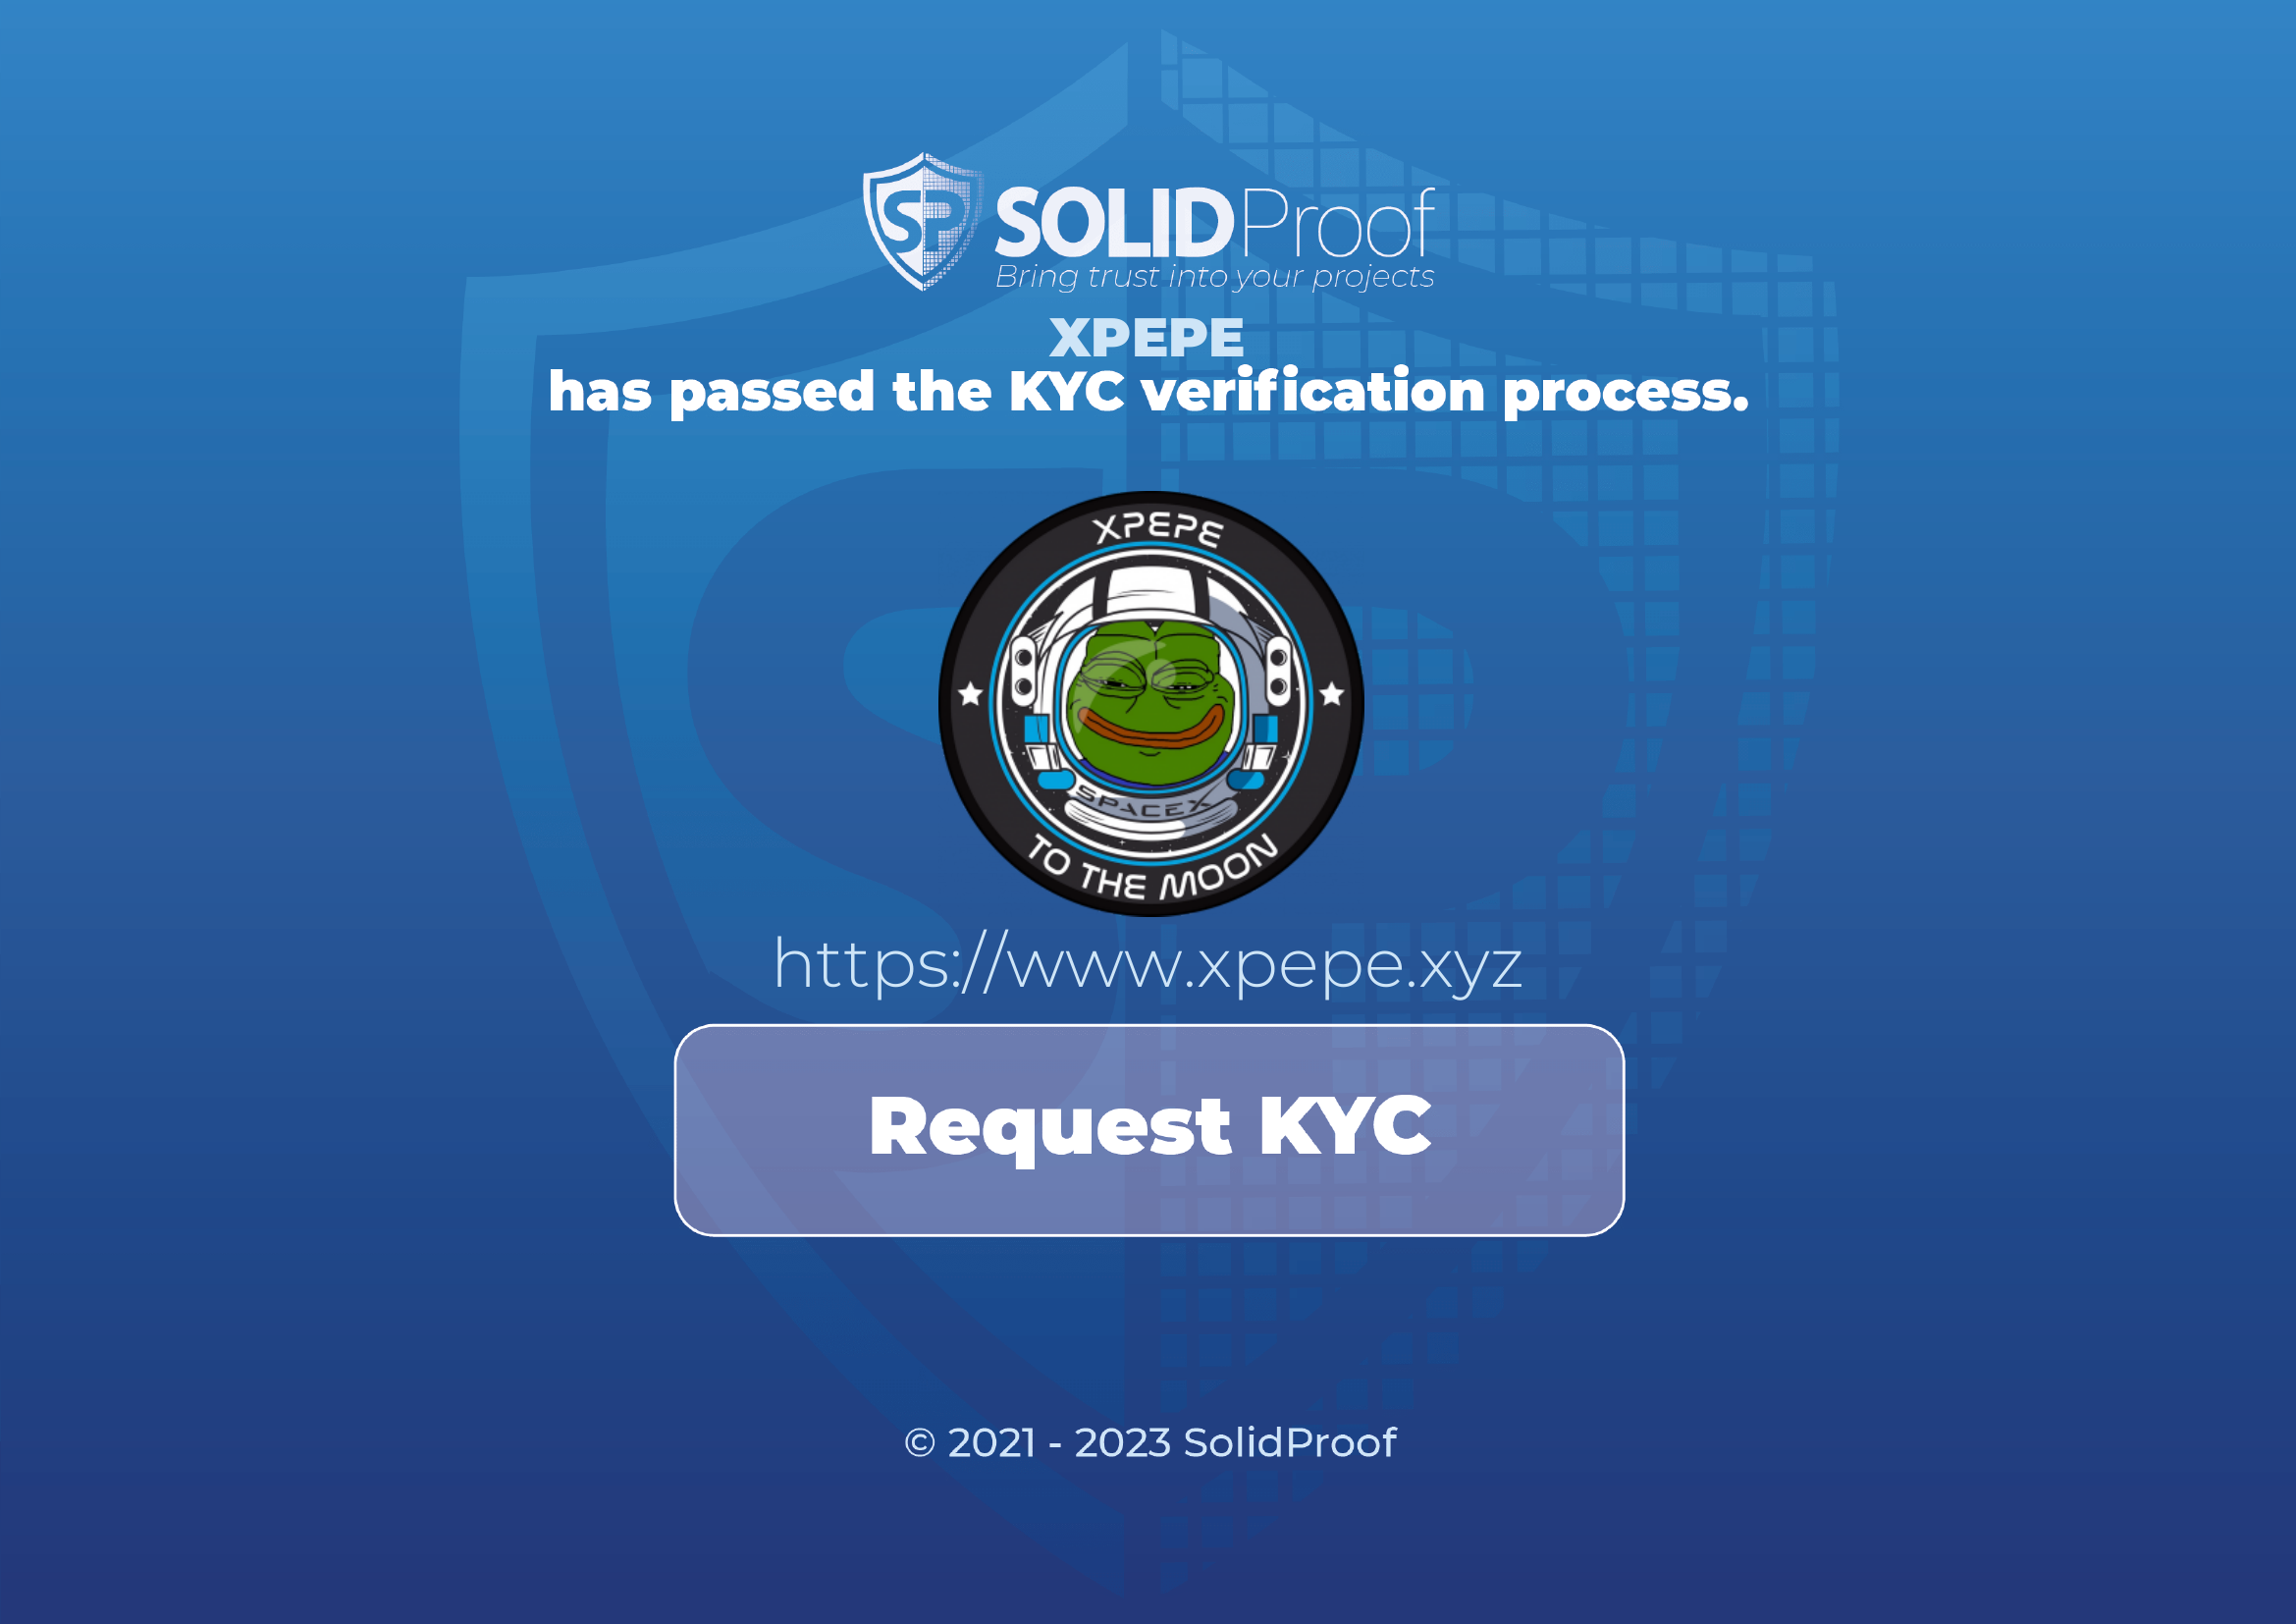 SP SOLIDProof
Bring trust into your projects
XPEPE
has passed the KYC verification process.
XPEPE
SPACEX
TO THE MOON
https://www.xpepe.xyz
Request KYC
© 2021 - 2023 SolidProof